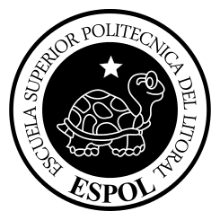 ESCUELA SUPERIOR POLITECNICA DEL LITORAL
ESPOL